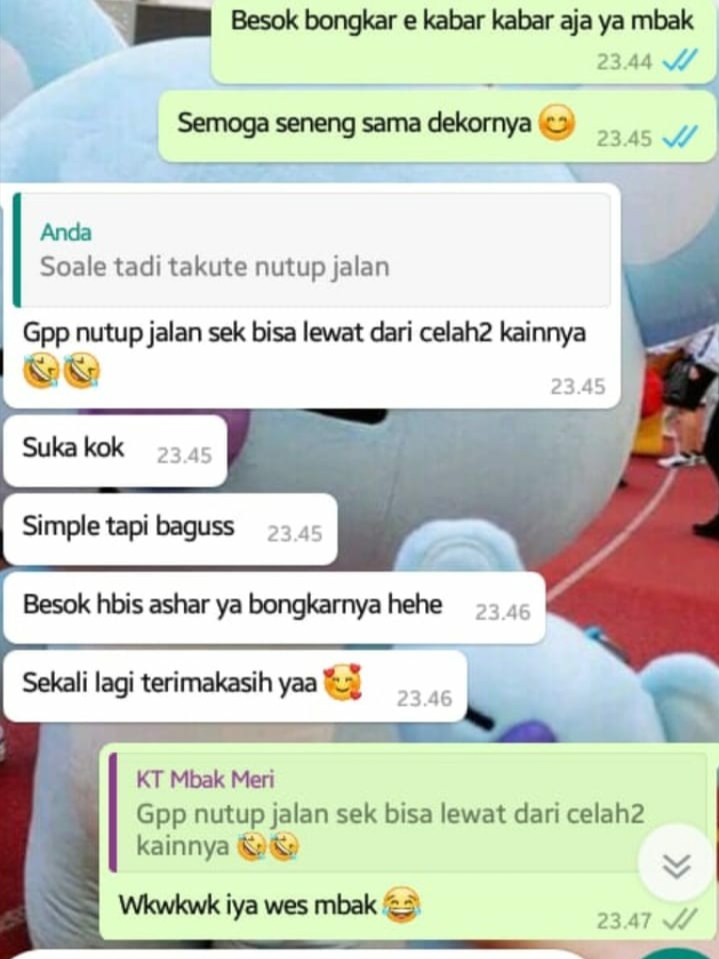 Besok bongkar e kabar kabar aja ya mbak
23.44
Semoga seneng sama dekornya 😊 23.45
Anda
Soale tadi takute nutup jalan
Gpp nutup jalan sek bisa lewat dari celah2 kainnya
🤣🤣
23.45
Suka kok 23.45
Simple tapi baguss 23.45
Besok hbis ashar ya bongkarnya hehe 23.46
Sekali lagi terimakasih yaa 🥰 23.46
KT Mbak Meri
Gpp nutup jalan sek bisa lewat dari celah2
kainnya 🤣🤣
Wkwkwk iya wes mbak 😂 23.47